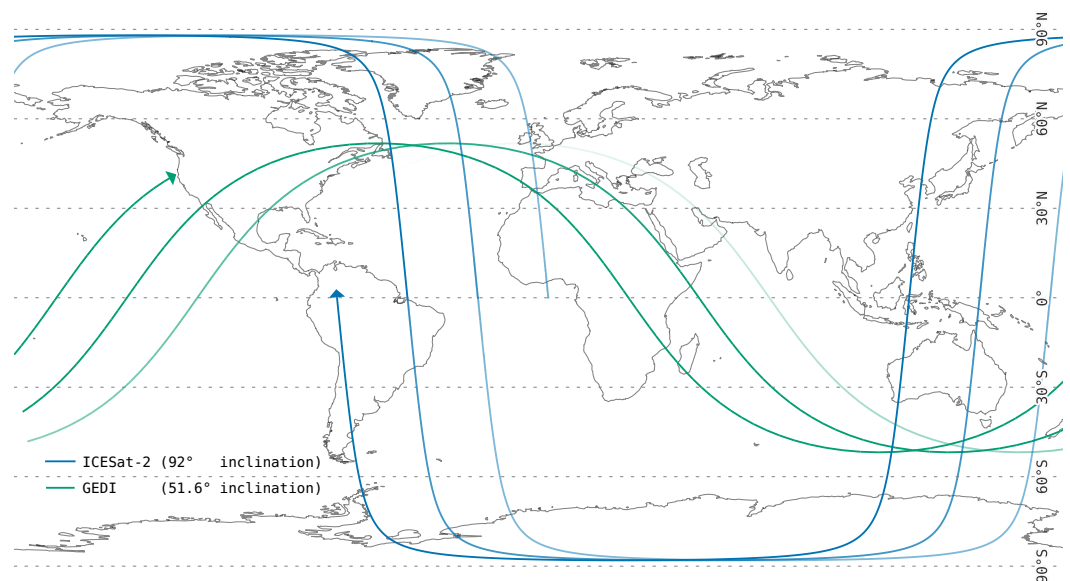 90°N
60°N
30°N
0°
30°S
ICESat-2 (92°   inclination)
60°S
GEDI     (51.6° inclination)
90°S